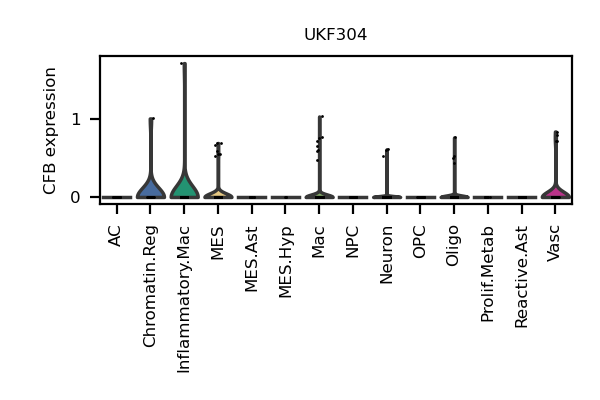 UKF304
CFB expression
1
0
AC
Chromatin.Reg
Inflammatory.Mac
MES
MES.Ast
MES.Hyp
Mac
NPC
Neuron
OPC
Oligo
Prolif.Metab
Reactive.Ast
Vasc